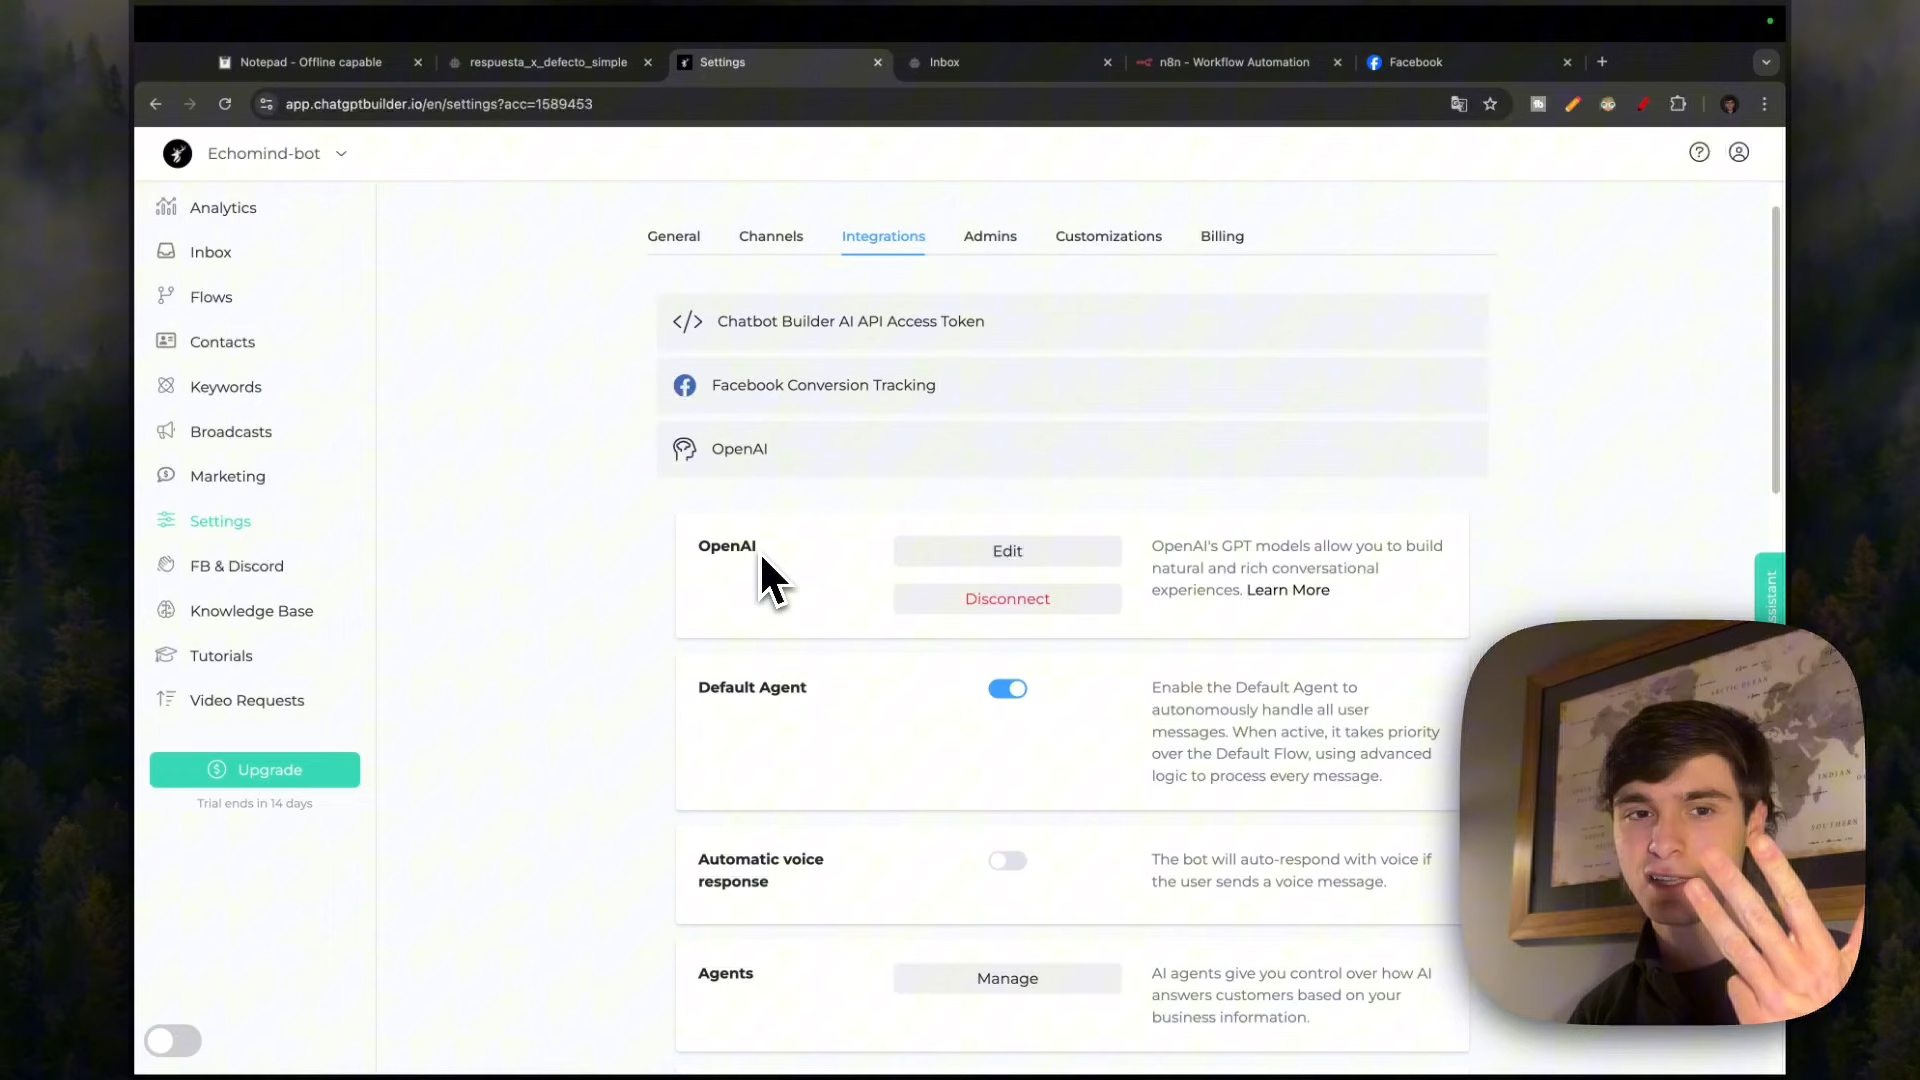 Notepad – Offline capable
respuesta_x_defecto_simple
Settings
Inbox
n8n - Workflow Automation
Facebook
app.chatgptbuilder.io/en/settings?acc=1589453
Echomind-bot
Analytics
Inbox
Flows
Contacts
Keywords
Broadcasts
Marketing
Settings
FB & Discord
Knowledge Base
Tutorials
Video Requests
Upgrade
Trial ends in 14 days
General
Channels
Integrations
Admins
Customizations
Billing
Chatbot Builder AI API Access Token
Facebook Conversion Tracking
OpenAI
OpenAI
Edit
Disconnect
OpenAI's GPT models allow you to build
natural and rich conversational
experiences. Learn More
Default Agent
Enable the Default Agent to
autonomously handle all user
messages. When active, it takes priority
over the Default Flow, using advanced
logic to process every message.
Automatic voice
response
The bot will auto-respond with voice if
the user sends a voice message.
Agents
Manage
AI agents give you control over how AI
answers customers based on your
business information.
ARCTIC OCEAN
INDIAN
SOUTHERN